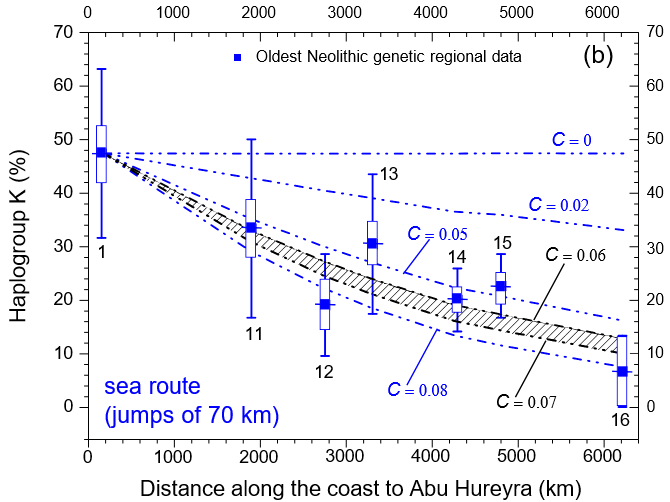 0 1000 2000 3000 4000 5000 6000
70 70
(b)
Oldest Neolithic genetic regional data
60 60
50 50
C = 0
13
40 40
C = 0.02
C = 0.05
14 15
C = 0.06
30 30
1
20 20
11
12
10 10
C = 0.08
C = 0.07
16
0 0
Haplogroup K (%)
sea route
(jumps of 70 km)
0 1000 2000 3000 4000 5000 6000
Distance along the coast to Abu Hureyra (km)